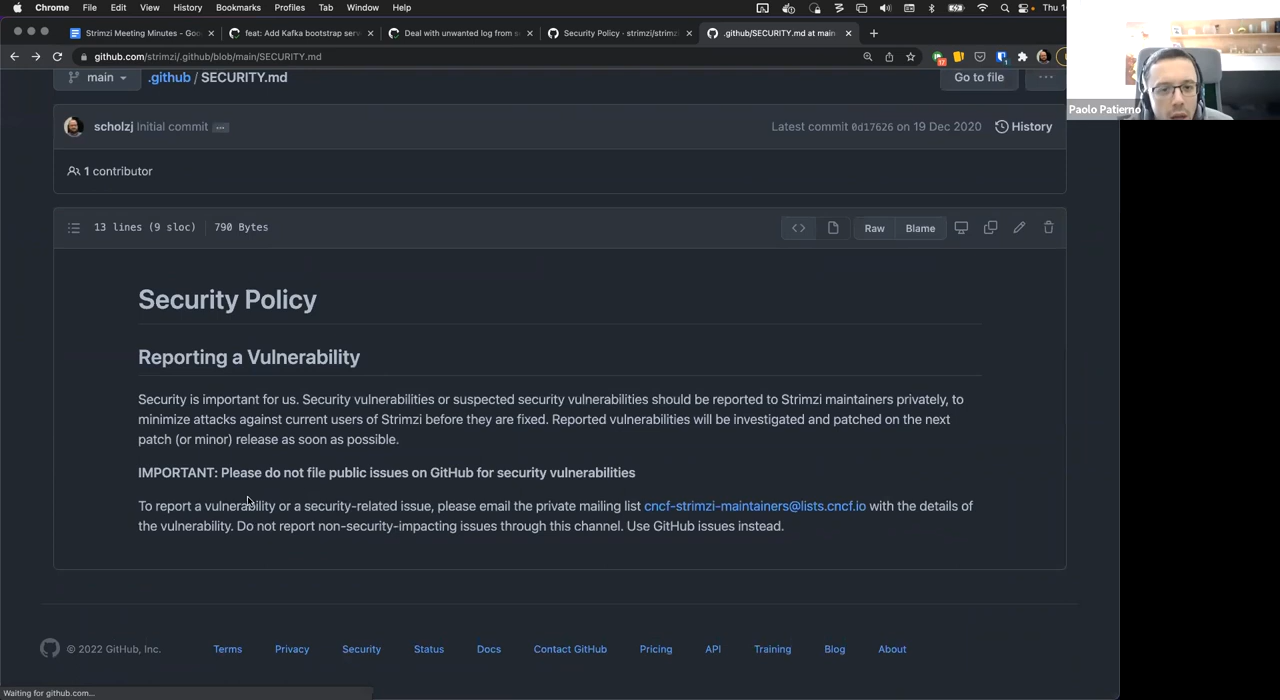 Chrome File Edit View History Bookmarks Profiles Tab Window Help Thu 1
Strimzi Meeting Minutes - Goo
feat: Add Kafka bootstrap serv
Deal with unwanted log from s
Security Policy · strimzi/strimzi
.github/SECURITY.md at main
github.com/strimzi/.github/blob/main/SECURITY.md
17
main
.github / SECURITY.md
Go to file
Paolo Patierno
scholzj Initial commit
Latest commit 0d17626 on 19 Dec 2020
History
1 contributor
13 lines (9 sloc) 790 Bytes
Raw
Blame
Security Policy
Reporting a Vulnerability
Security is important for us. Security vulnerabilities or suspected security vulnerabilities should be reported to Strimzi maintainers privately, to
minimize attacks against current users of Strimzi before they are fixed. Reported vulnerabilities will be investigated and patched on the next
patch (or minor) release as soon as possible.
IMPORTANT: Please do not file public issues on GitHub for security vulnerabilities
To report a vulnerability or a security-related issue, please email the private mailing list cncf-strimzi-maintainers@lists.cncf.io with the details of
the vulnerability. Do not report non-security-impacting issues through this channel. Use GitHub issues instead.
© 2022 GitHub, Inc. Terms Privacy Security Status Docs Contact GitHub Pricing API Training Blog About
Waiting for github.com...